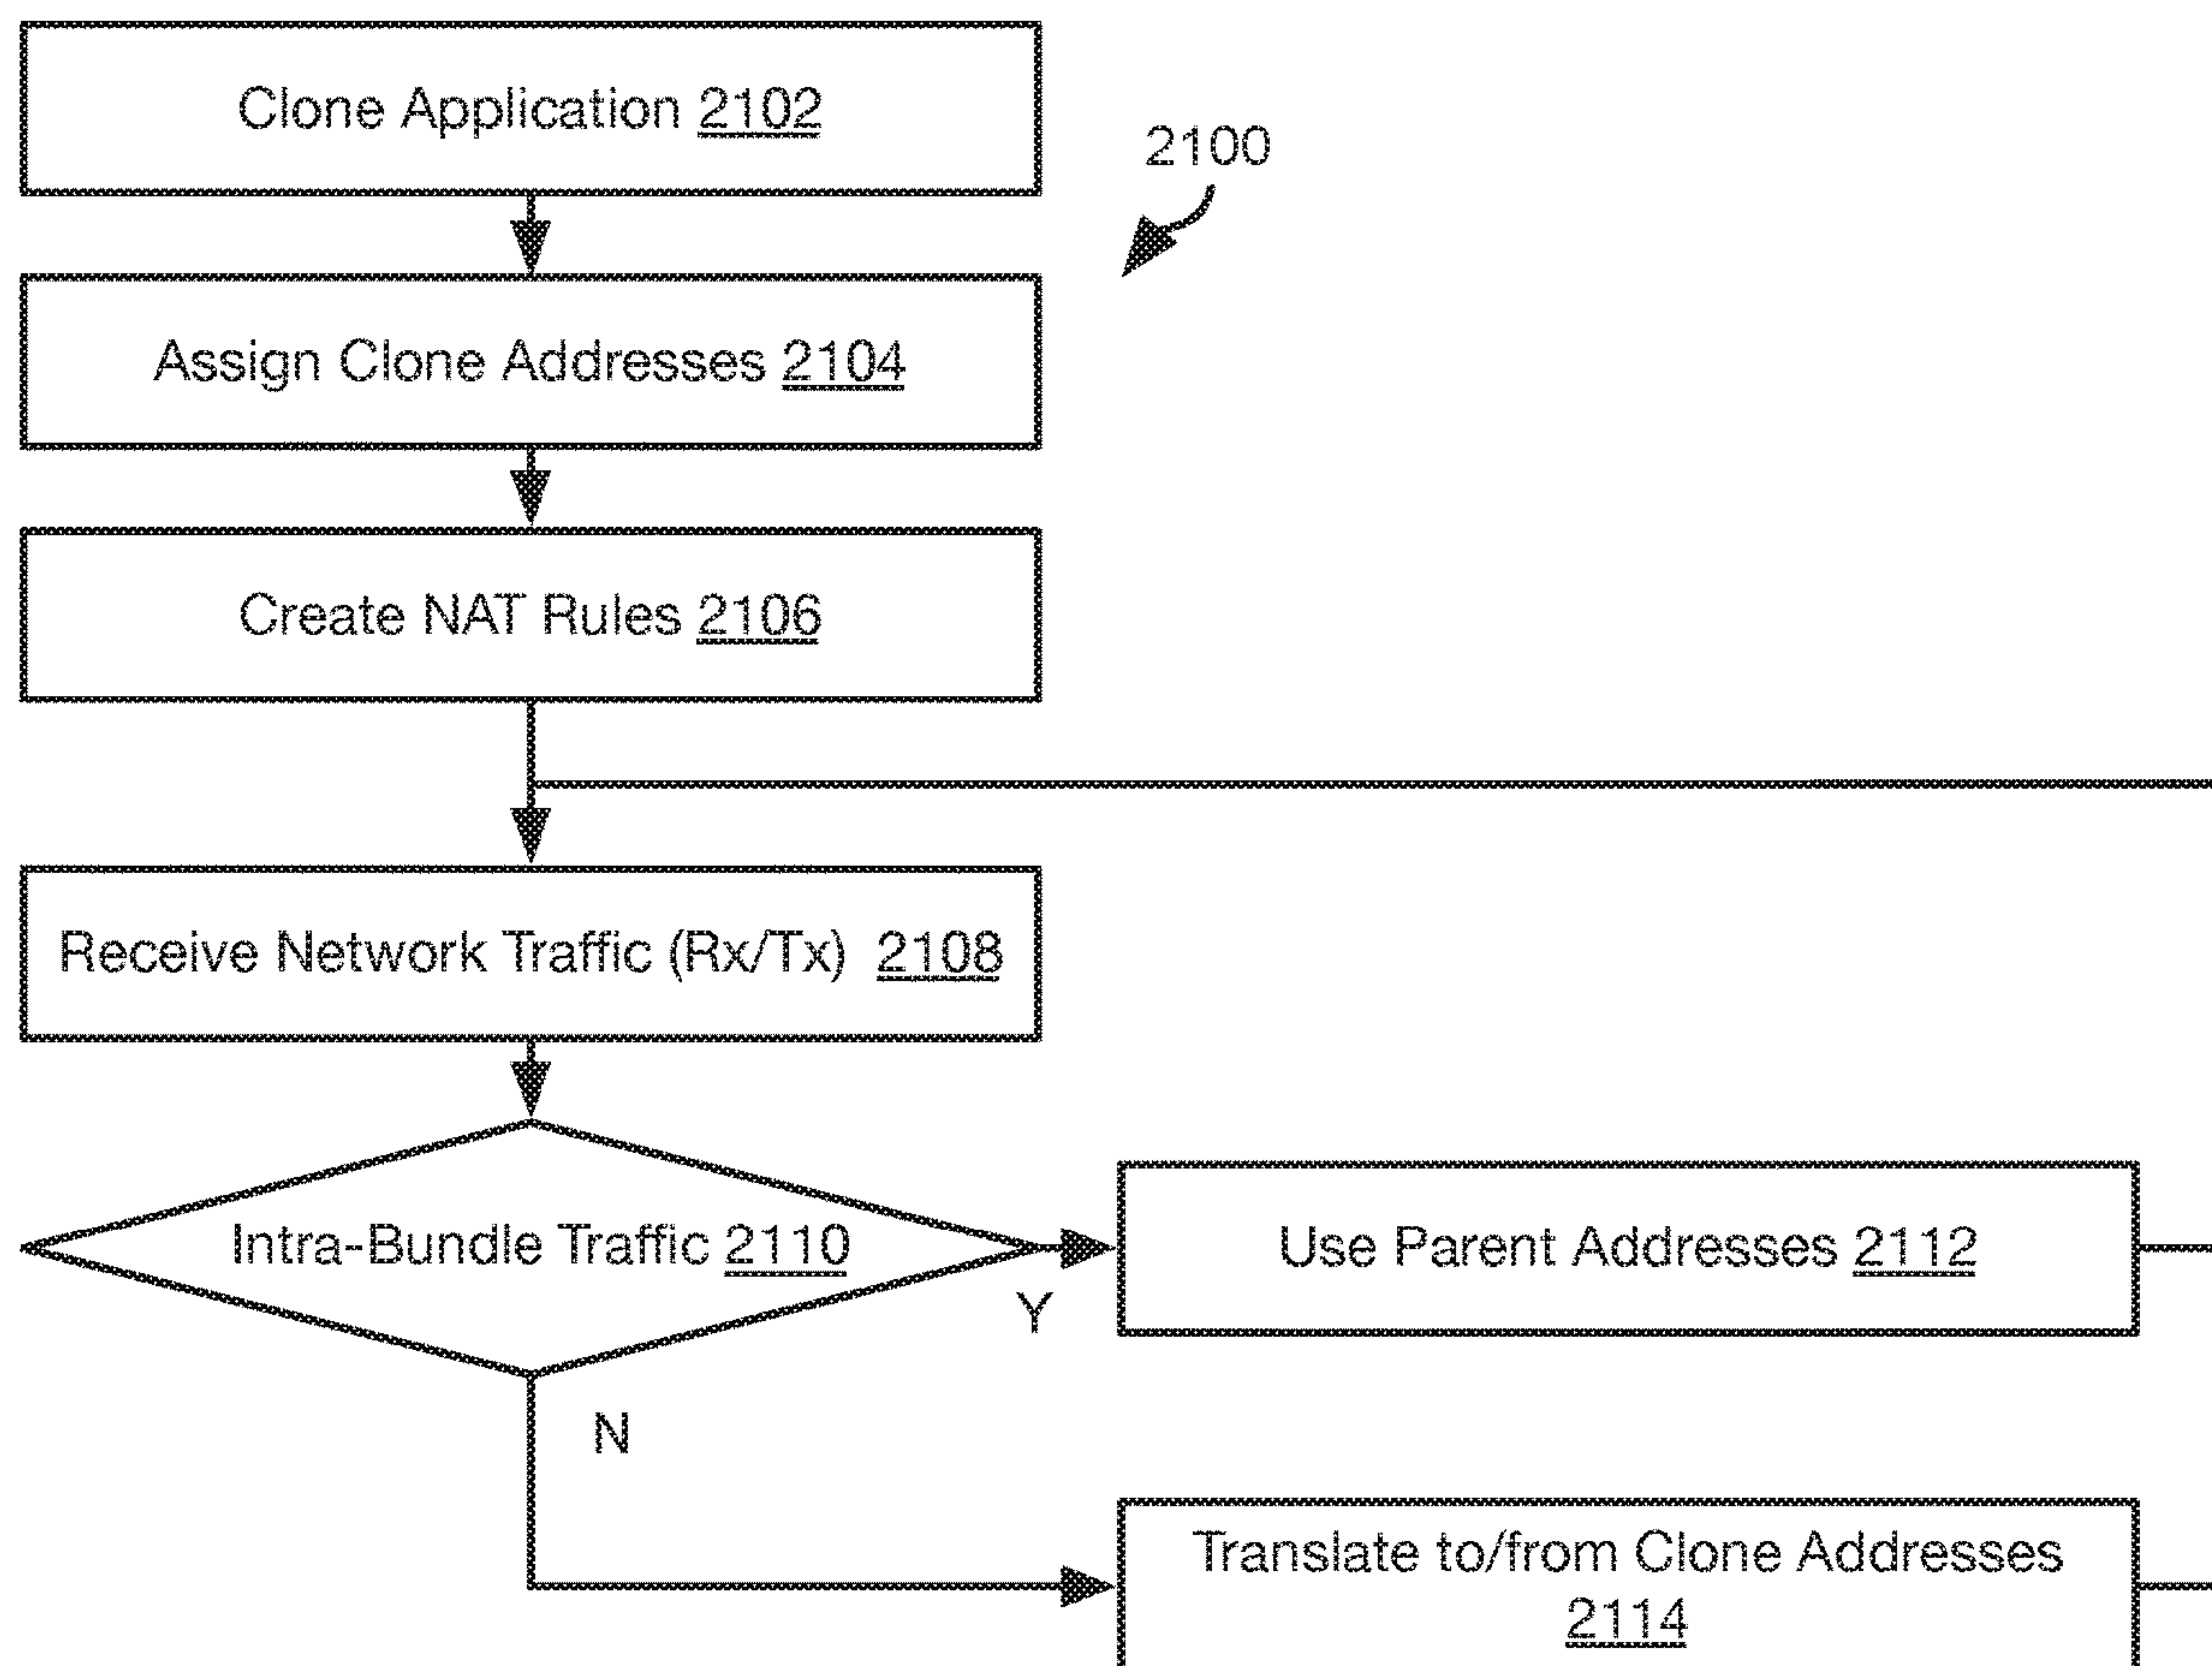 Clone Application 2102
2100
Assign Clone Addresses 2104
Create NAT Rules 2106
Receive Network Traffic (Rx/Tx) 2108
Intra-Bundle Traffic 2110
Y
Use Parent Addresses 2112
N
Translate to/from Clone Addresses
2114